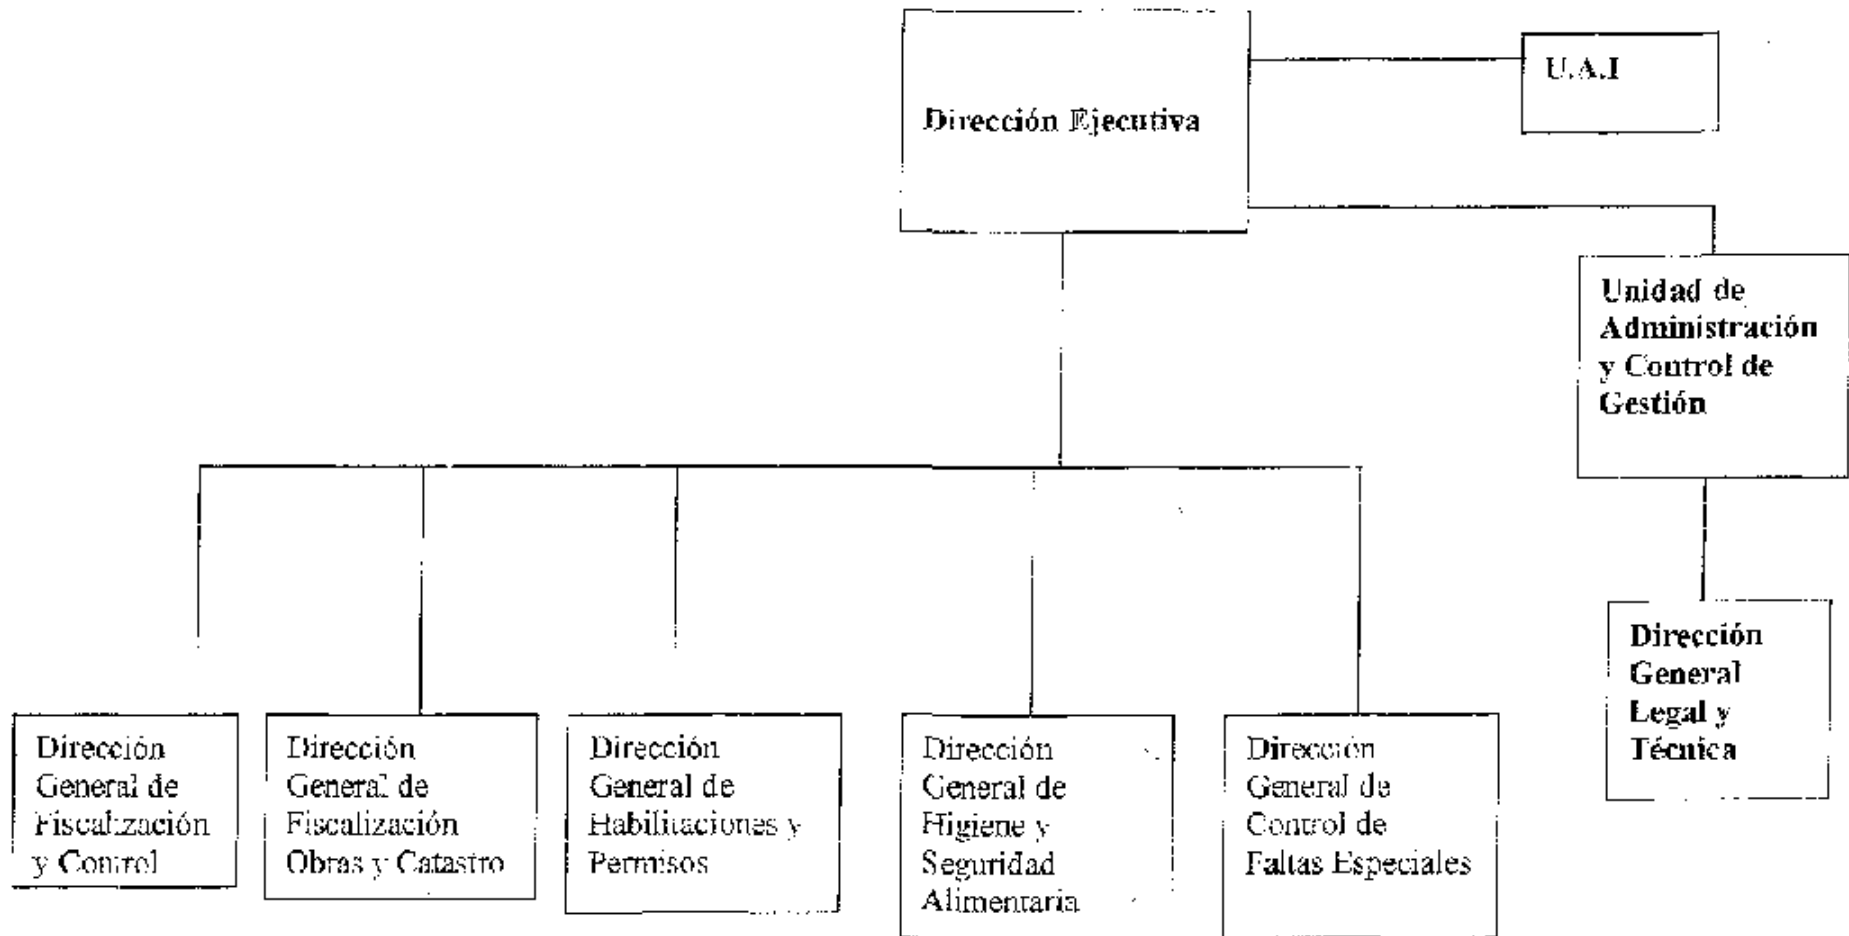 Dirección Ejecutiva
U.A.I
Unidad de
Administración
y Control de
Gestión
Dirección
General
Legal y
Técnica
Dirección
General de
Fiscalización
y Control
Dirección
General de
Fiscalización
Obras y Catastro
Dirección
General de
Habilitaciones y
Permisos
Dirección
General de
Higiene y
Seguridad
Alimentaria
Dirección
General de
Control de
Faltas Especiales